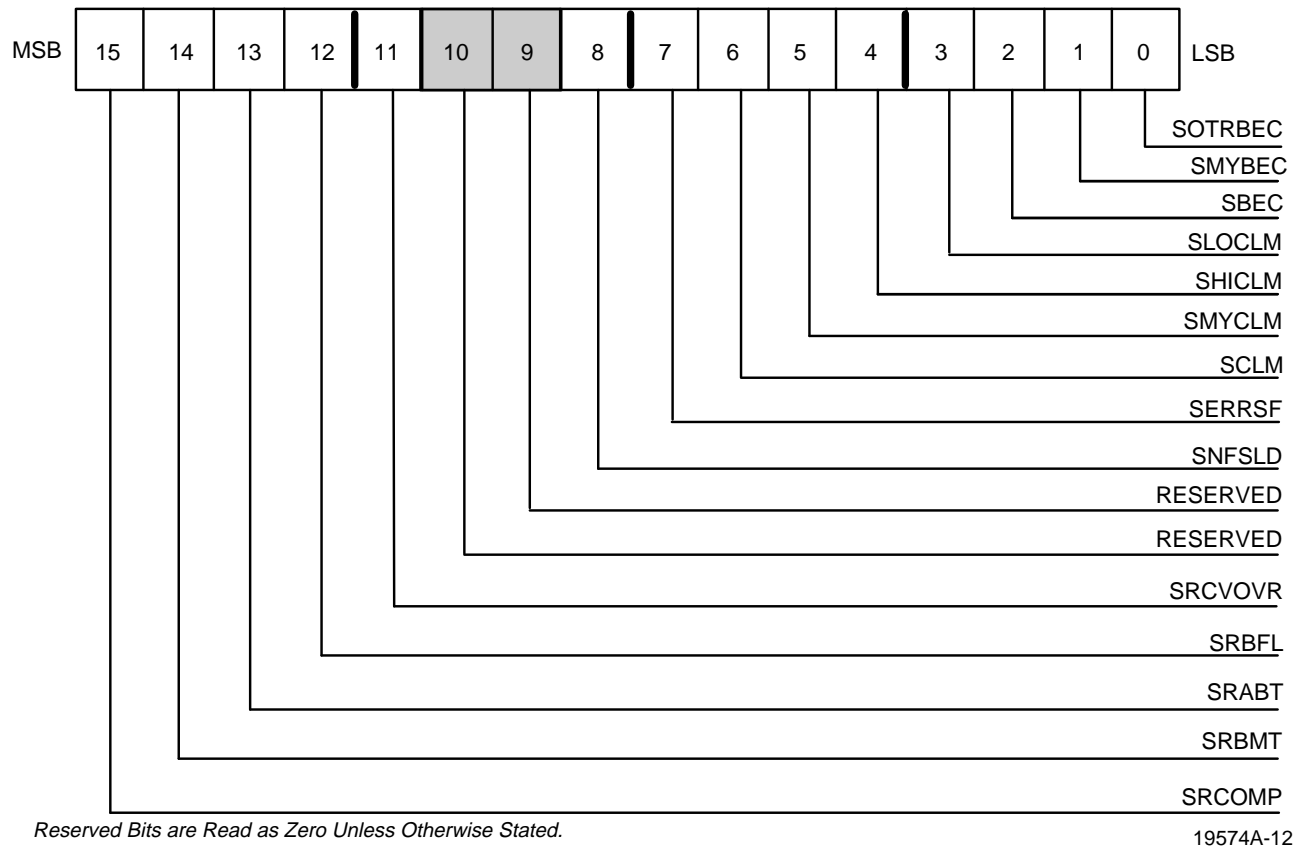 MSB 15 14 13 12 11 10 9 8 7 6 5 4 3 2 1 0 LSB
SOTRBEC
SMYBEC
SBEC
SLOCLM
SHICLM
SMYCLM
SCLM
SERRSF
SNFSLD
RESERVED
RESERVED
SRCVOVR
SRBFL
SRABT
SRBMT
SRCOMP
Reserved Bits are Read as Zero Unless Otherwise Stated.
19574A-12